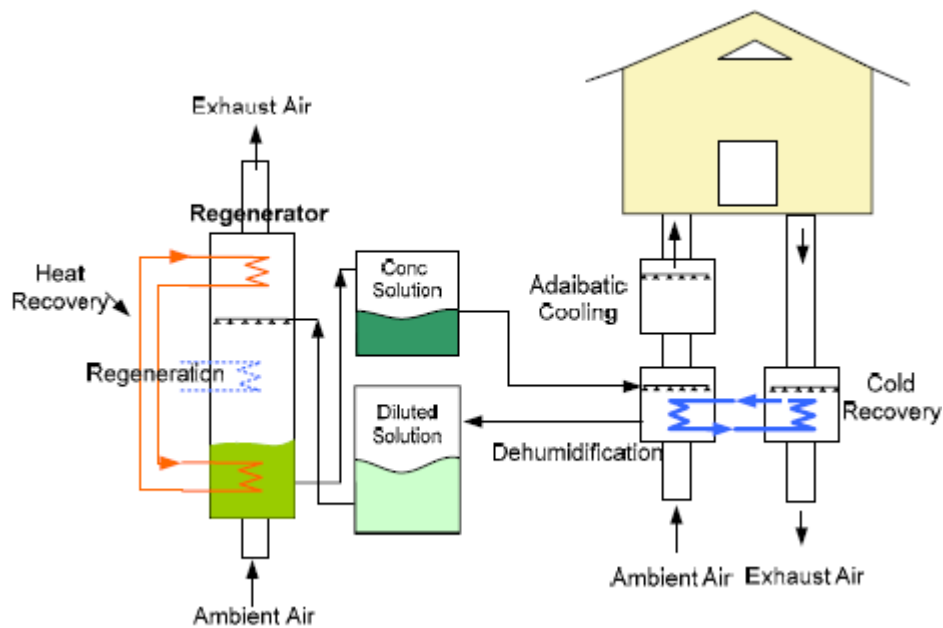 Exhaust Air
Regenerator
Heat
Recovery
Regeneration
Ambient Air
Conc
Solution
Diluted
Solution
Adaibatic
Cooling
Dehumidification
Cold
Recovery
Ambient Air
Exhaust Air